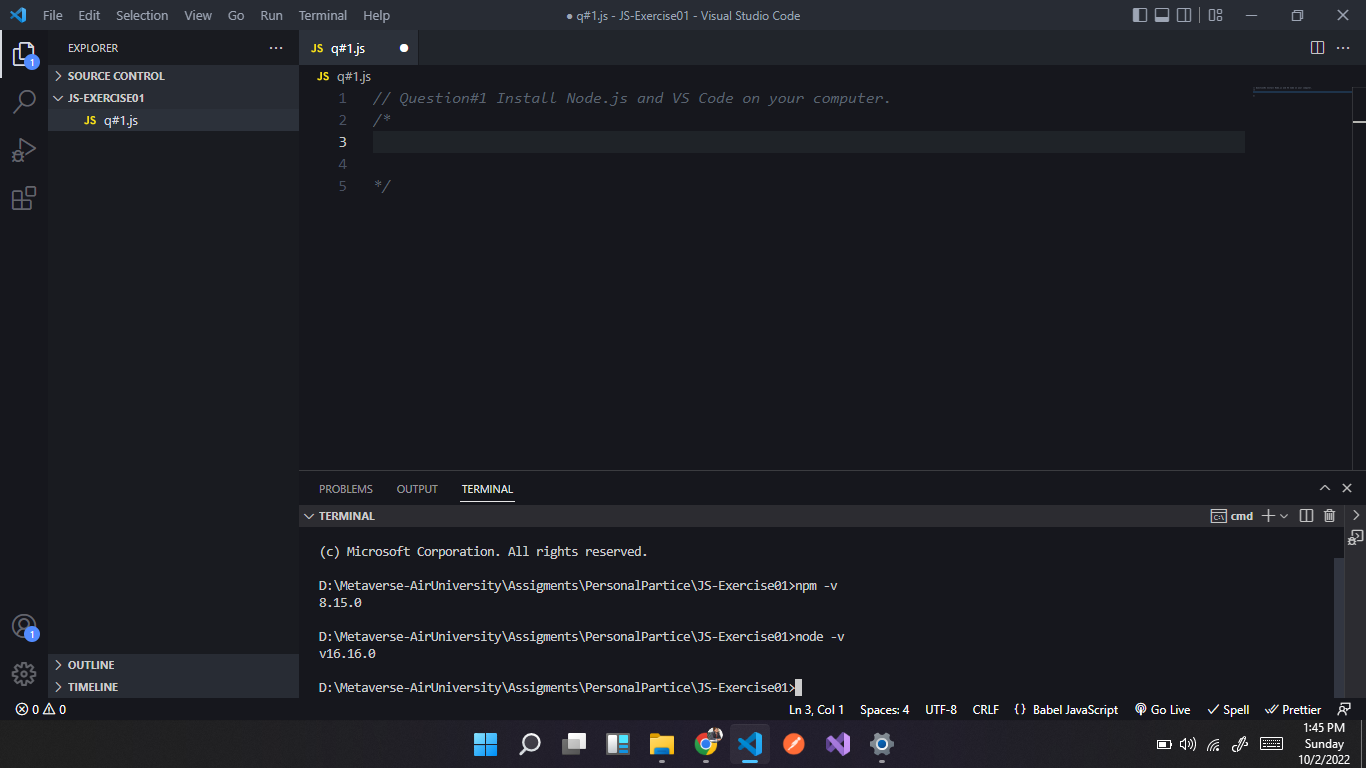 File Edit Selection View Go Run Terminal Help
● q#1.js - JS-Exercise01 - Visual Studio Code
EXPLORER
1
SOURCE CONTROL
JS-EXERCISE01
JS q#1.js
JS q#1.js
JS q#1.js
1 // Question#1 Install Node.js and VS Code on your computer.
2 /*
3
4
5 */
PROBLEMS OUTPUT TERMINAL
TERMINAL
cmd
(c) Microsoft Corporation. All rights reserved.
D:\Metaverse-AirUniversity\Assigments\PersonalPartice\JS-Exercise01>npm -v
8.15.0
D:\Metaverse-AirUniversity\Assigments\PersonalPartice\JS-Exercise01>node -v
v16.16.0
D:\Metaverse-AirUniversity\Assigments\PersonalPartice\JS-Exercise01>
1
OUTLINE
TIMELINE
0 0
Ln 3, Col 1 Spaces: 4 UTF-8 CRLF {} Babel JavaScript Go Live Spell Prettier
1:45 PM
Sunday
10/2/2022